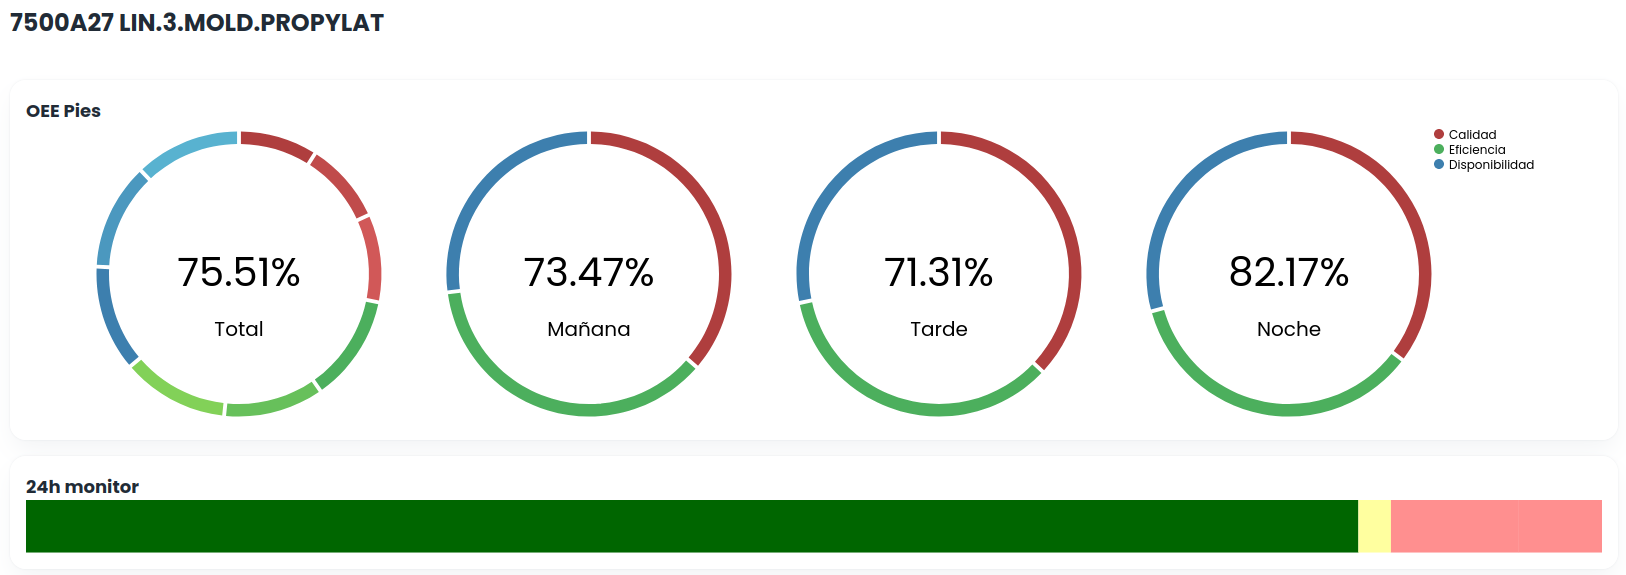 7500A27 LIN.3.MOLD.PROPYLAT
OEE Pies
75.51%
Total
73.47%
Mañana
71.31%
Tarde
82.17%
Noche
Calidad
Eficiencia
Disponibilidad
24h monitor